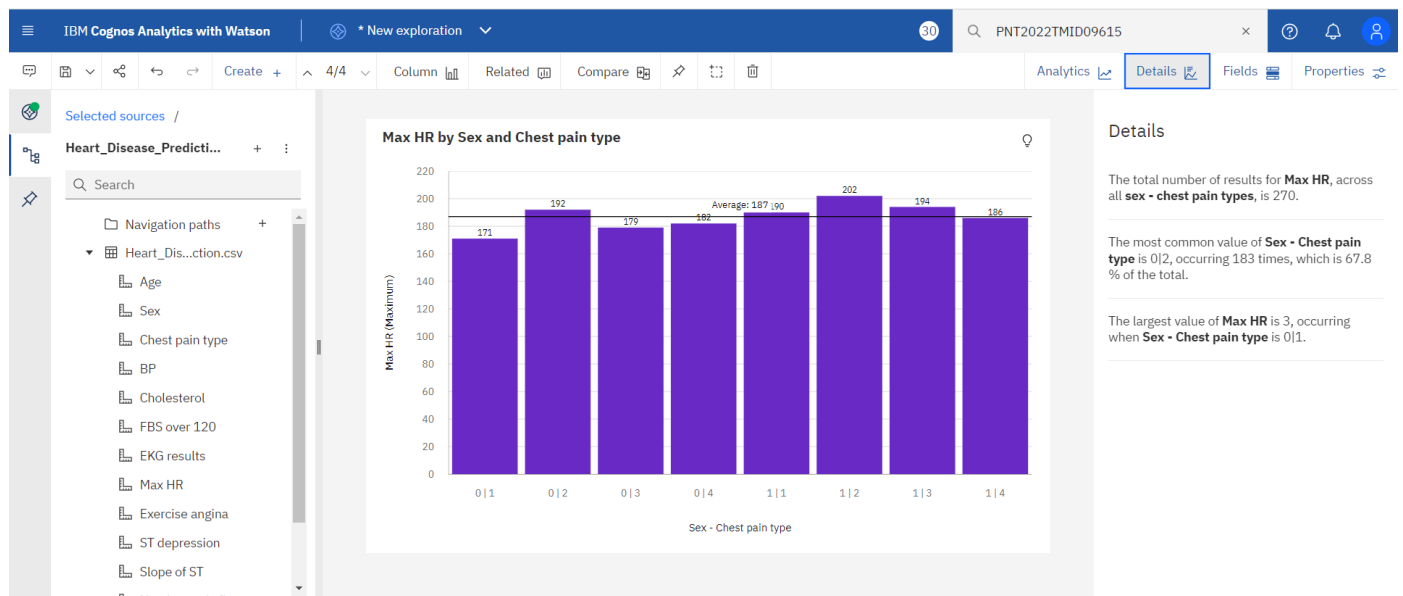 IBM Cognos Analytics with Watson
* New exploration
30
PNT2022TMID09615
Create +
4/4
Column
Related
Compare
Analytics
Details
Fields
Properties
Selected sources /
Heart_Disease_Predicti...
Search
Navigation paths
Heart_Dis...ction.csv
Age
Sex
Chest pain type
BP
Cholesterol
FBS over 120
EKG results
Max HR
Exercise angina
ST depression
Slope of ST
Max HR by Sex and Chest pain type
Max HR (Maximum)
220
200
180
160
140
120
100
80
60
40
20
0
171
192
179
182
Average: 187
190
202
194
186
0|1
0|2
0|3
0|4
1|1
1|2
1|3
1|4
Sex - Chest pain type
Details
The total number of results for Max HR, across
all sex - chest pain types, is 270.
The most common value of Sex - Chest pain
type is 0|2, occurring 183 times, which is 67.8
% of the total.
The largest value of Max HR is 3, occurring
when Sex - Chest pain type is 0|1.